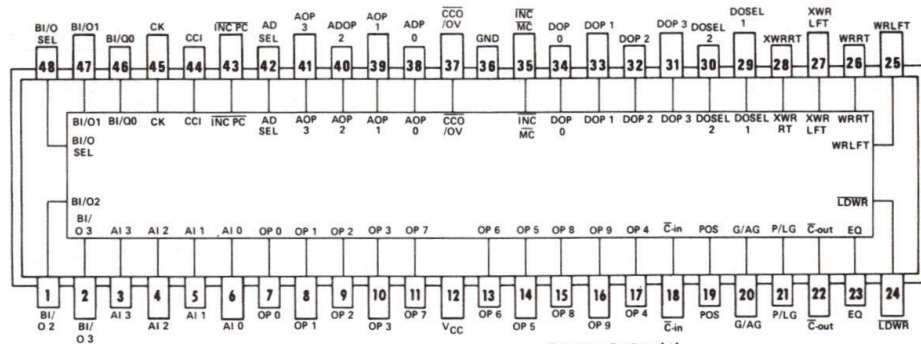 BI/O SEL
BI/O1
BI/Q0
CK
CCI
INC PC
AD SEL
AOP 3
ADOP 2
AOP 1
ADP 0
CCO /OV
GND
INC MC
DOP 0
DOP 1
DOP 2
DOP 3
DOSEL 2
DOSEL 1
XWRRT
XWR LFT
WRRT
WRLFT
48 47 46 45 44 43 42 41 40 39 38 37 36 35 34 33 32 31 30 29 28 27 26 25
BI/O1
BI/Q0
CK
CCI
INC PC
AD SEL
AOP 3
AOP 2
AOP 1
AOP 0
CCO /OV
INC MC
DOP 0
DOP 1
DOP 2
DOP 3
DOSEL 2
DOSEL 1
XWR RT
XWR LFT
WRRT
BI/O SEL
WRLFT
BI/O2
LDWR
BI/ O 3
AI 3
AI 2
AI 1
AI 0
OP 0
OP 1
OP 2
OP 3
OP 7
OP 6
OP 5
OP 8
OP 9
OP 4
C-in
POS
G/AG
P/LG
C-out
EQ
1 2 3 4 5 6 7 8 9 10 11 12 13 14 15 16 17 18 19 20 21 22 23 24
BI/ O 2
BI/ O 3
AI 3
AI 2
AI 1
AI 0
OP 0
OP 1
OP 2
OP 3
OP 7
VCC
OP 6
OP 5
OP 8
OP 9
OP 4
C-in
POS
G/AG
P/LG
C-out
EQ
LDWR